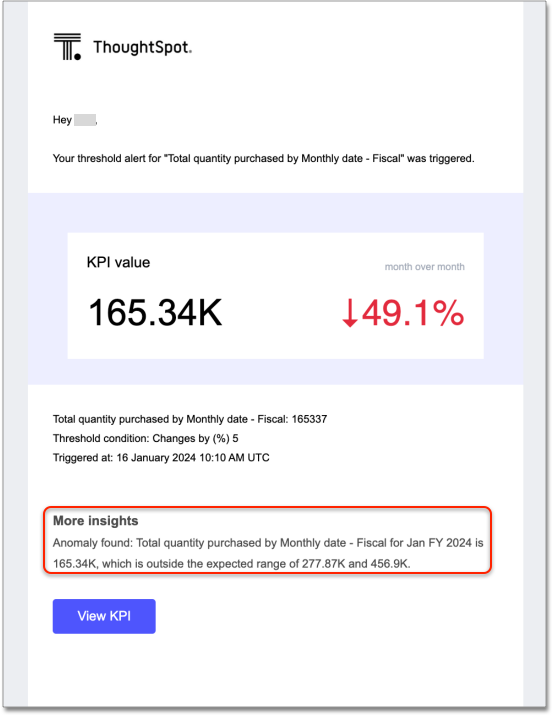 ThoughtSpot.
Hey ,
Your threshold alert for "Total quantity purchased by Monthly date - Fiscal" was triggered.
KPI value
month over month
165.34K
↓49.1%
Total quantity purchased by Monthly date - Fiscal: 165337
Threshold condition: Changes by (%) 5
Triggered at: 16 January 2024 10:10 AM UTC
More insights
Anomaly found: Total quantity purchased by Monthly date - Fiscal for Jan FY 2024 is
165.34K, which is outside the expected range of 277.87K and 456.9K.
View KPI